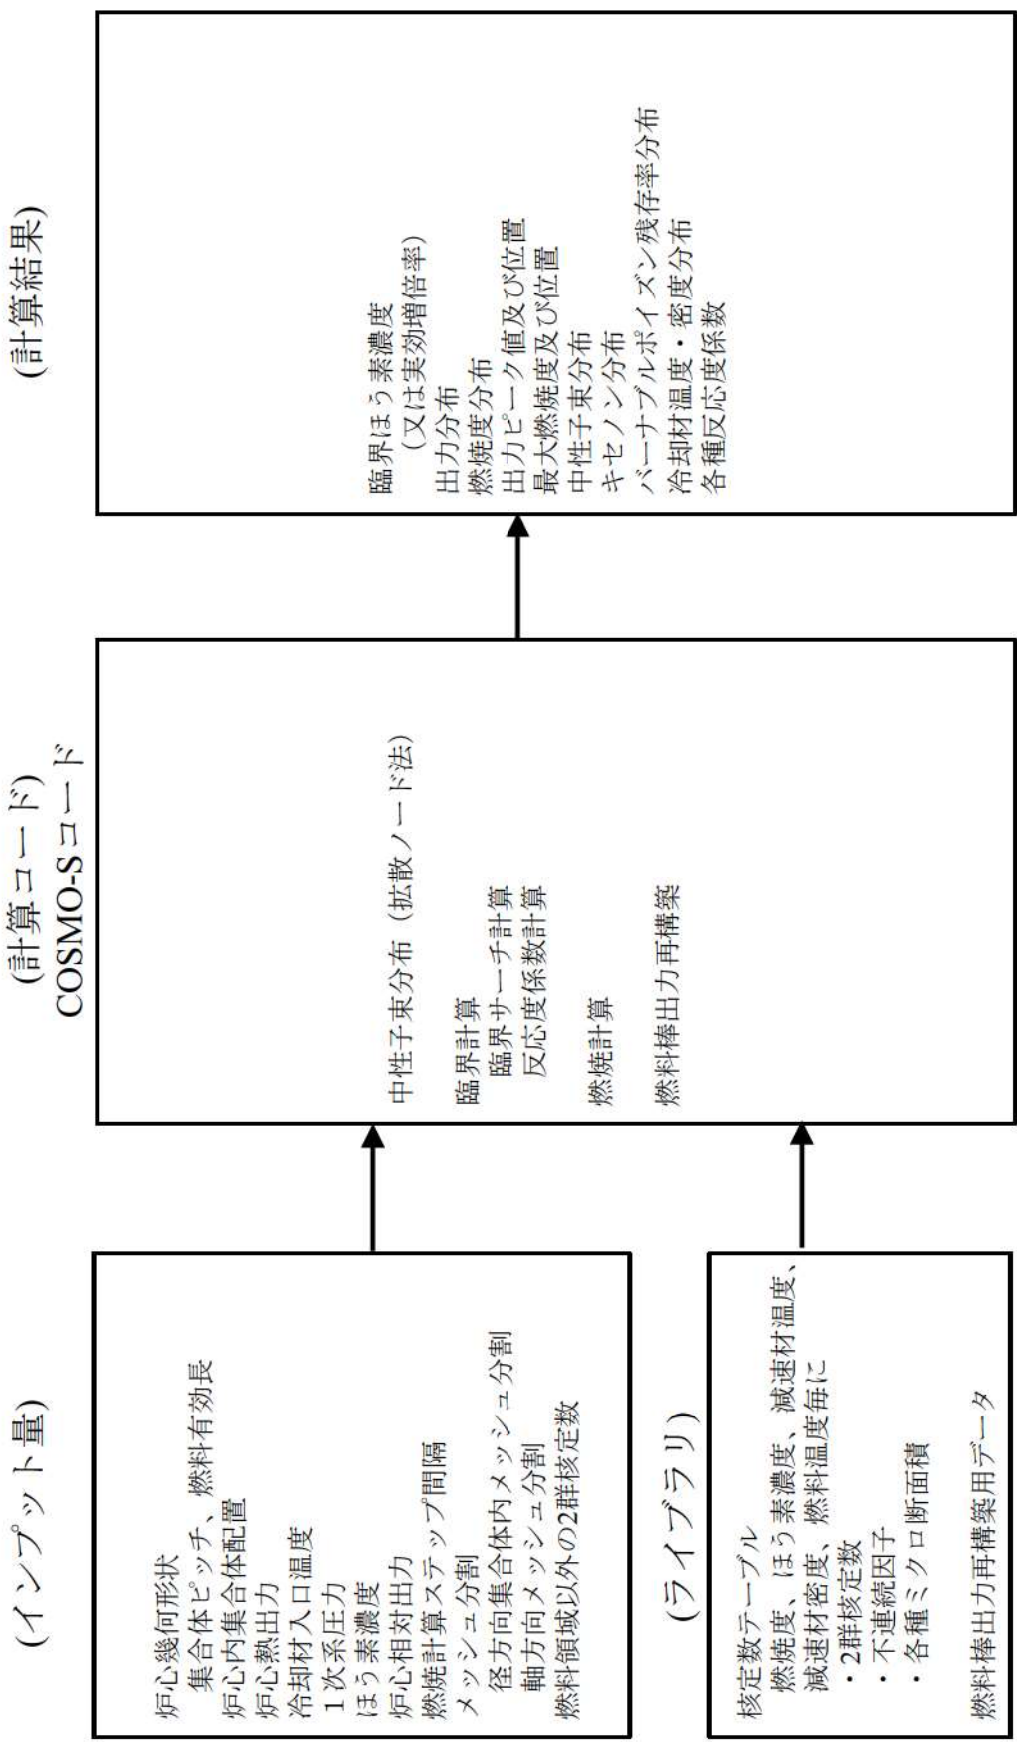 (インプット量)
炉心幾何形状
集合体ピッチ、燃料有効長
炉心内集合体配置
炉心熱出力
冷却材入口温度
1次系圧力
ほう素濃度
炉心相対出力
燃焼計算ステップ間隔
メッシュ分割
径方向集合体内メッシュ分割
軸方向メッシュ分割
燃料領域以外の2群核定数
(ライブラリ)
核定数テーブル
燃焼度、ほう素濃度、減速材温度、
減速材密度、燃料温度毎に
・2群核定数
・不連続因子
・各種ミクロ断面積
燃料棒出力再構築用データ
(計算コード)
COSMO-Sコード
中性子束分布（拡散ノード法）
臨界計算
臨界サーチ計算
反応度係数計算
燃焼計算
燃料棒出力再構築
(計算結果)
臨界ほう素濃度
（又は実効増倍率）
出力分布
燃焼度分布
出力ピーク値及び位置
最大燃焼度及び位置
中性子束分布
キセノン分布
バーナブルポイズン残存率分布
冷却材温度・密度分布
各種反応度係数